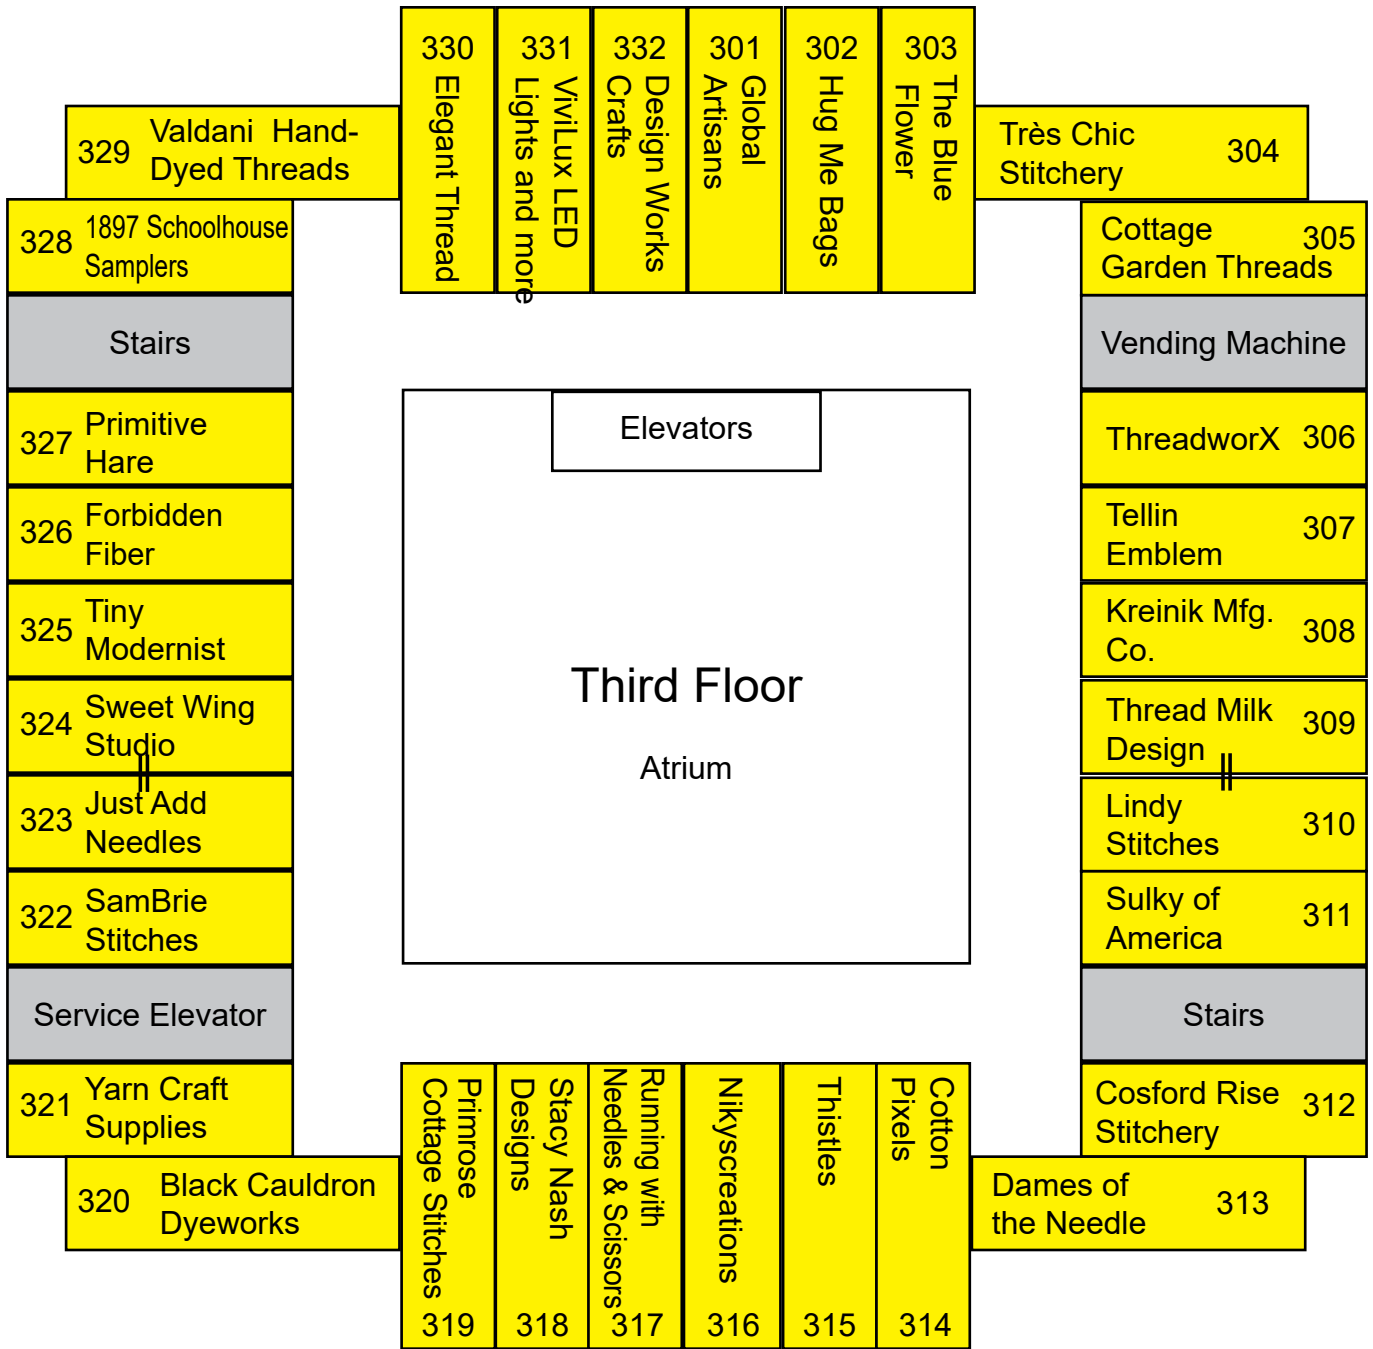 330
Elegant Thread
331
ViviLux LED
Lights and more
332
Design Works
Crafts
301
Global
Artisans
302
Hug Me Bags
303
The Blue
Flower
329
Valdani Hand-
Dyed Threads
Très Chic
Stitchery
304
328
1897 Schoolhouse
Samplers
Cottage
Garden Threads
305
Stairs
Vending Machine
Elevators
327
Primitive
Hare
ThreadworX
306
326
Forbidden
Fiber
Tellin
Emblem
307
325
Tiny
Modernist
Kreinik Mfg.
Co.
308
Third Floor
Atrium
324
Sweet Wing
Studio
Thread Milk
Design
309
323
Just Add
Needles
Lindy
Stitches
310
322
SamBrie
Stitches
Sulky of
America
311
Service Elevator
Stairs
321
Yarn Craft
Supplies
Cosford Rise
Stitchery
312
320
Black Cauldron
Dyeworks
Dames of
the Needle
313
Primrose
Cottage Stitches
319
Stacy Nash
Designs
318
Running with
Needles & Scissors
317
Nikyscreations
316
Thistles
315
Cotton
Pixels
314